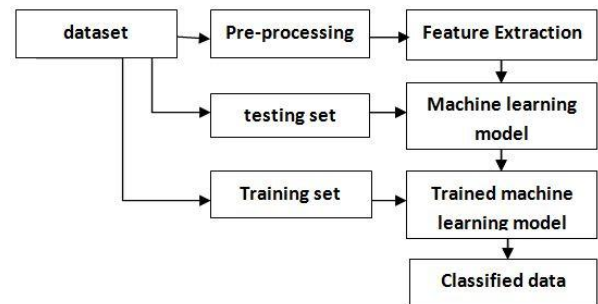 dataset
Pre-processing
Feature Extraction
testing set
Machine learning
model
Training set
Trained machine
learning model
Classified data